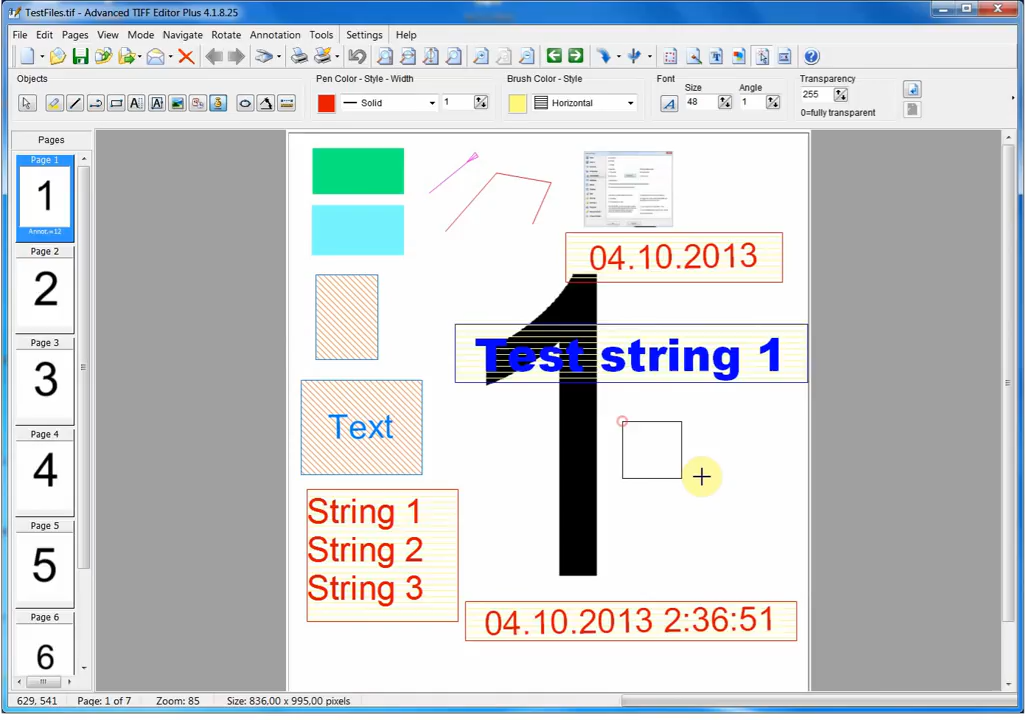 TestFiles.tif - Advanced TIFF Editor Plus 4.1.8.25
File Edit Pages View Mode Navigate Rotate Annotation Tools Settings Help
Objects
Pen Color - Style - Width
Solid
1
Brush Color - Style
Horizontal
Font
Size
48
Angle
1
Transparency
255
0=fully transparent
Pages
Page 1
1
Annot.=12
Page 2
2
Page 3
3
Page 4
4
Page 5
5
Page 6
6
04.10.2013
1
Test string 1
Text
String 1
String 2
String 3
04.10.2013 2:36:51
629, 541
Page: 1 of 7
Zoom: 85
Size: 836,00 x 995,00 pixels